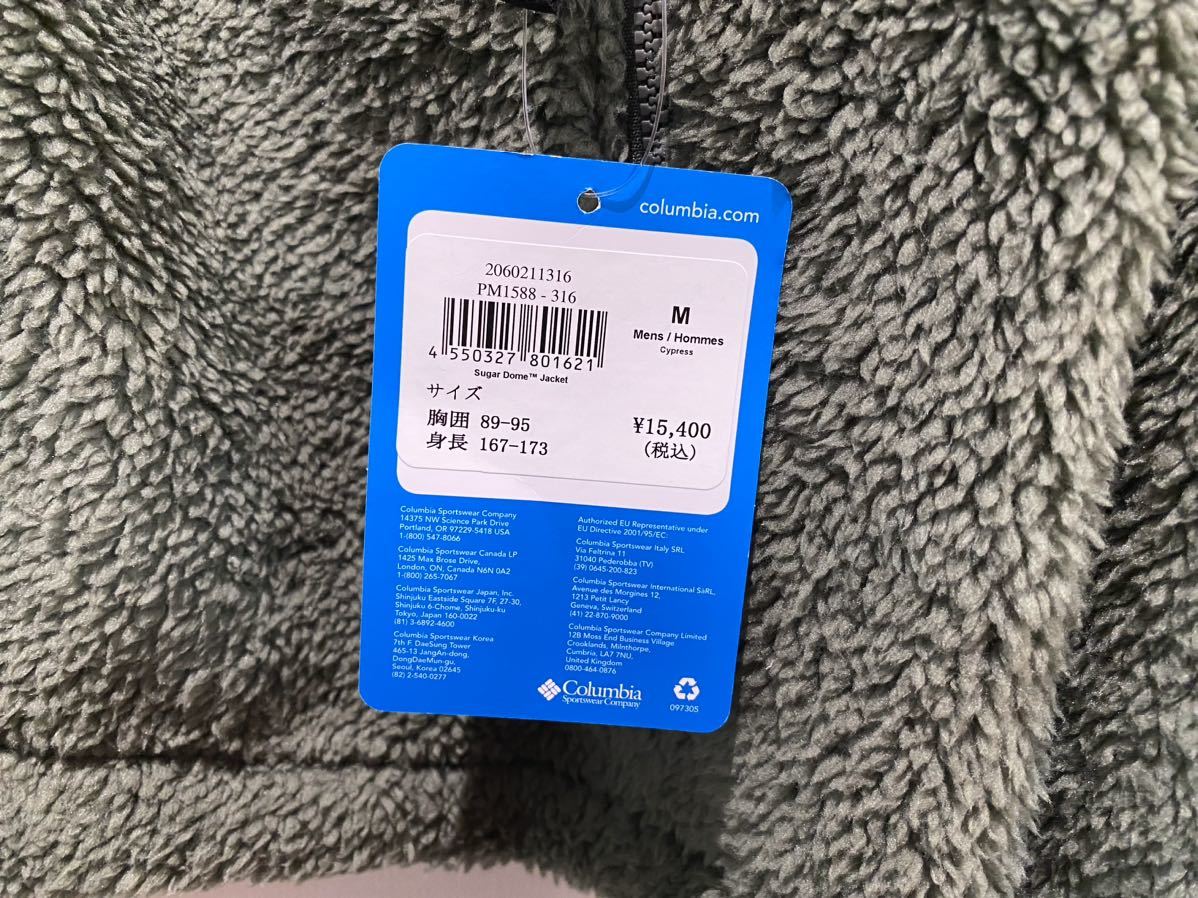 columbia.com
2060211316
PM1588 - 316
4 550327 801621
Sugar Dome™ Jacket
M
Mens / Hommes
Cypress
サイズ
胸囲 89-95
身長 167-173
¥15,400
(税込)
Columbia Sportswear Company
14375 NW Science Park Drive
Portland, OR 97229-5418 USA
1-(800) 547-8066
Columbia Sportswear Canada LP
1425 Max Brose Drive,
London, ON, Canada N6N 0A2
1-(800) 265-7067
Columbia Sportswear Japan, Inc.
Shinjuku Eastside Square 7F, 27-30,
Shinjuku 6-Chome, Shinjuku-ku
Tokyo, Japan 160-0022
(81) 3-6892-4600
Columbia Sportswear Korea
7th F. DaeSung Tower
465-13 JangAn-dong,
DongDaeMun-gu,
Seoul, Korea 02645
(82) 2-540-0277
Authorized EU Representative under
EU Directive 2001/95/EC:
Columbia Sportswear Italy SRL
Via Feltrina 11
31040 Pederobba (TV)
(39) 0645-200-823
Columbia Sportswear International SàRL,
Avenue des Morgines 12,
1213 Petit Lancy
Geneva, Switzerland
(41) 22-870-9000
Columbia Sportswear Company Limited
12B Moss End Business Village
Crooklands, Milnthorpe,
Cumbria, LA7 7NU,
United Kingdom
0800-464-0876
Columbia
Sportswear Company
097305